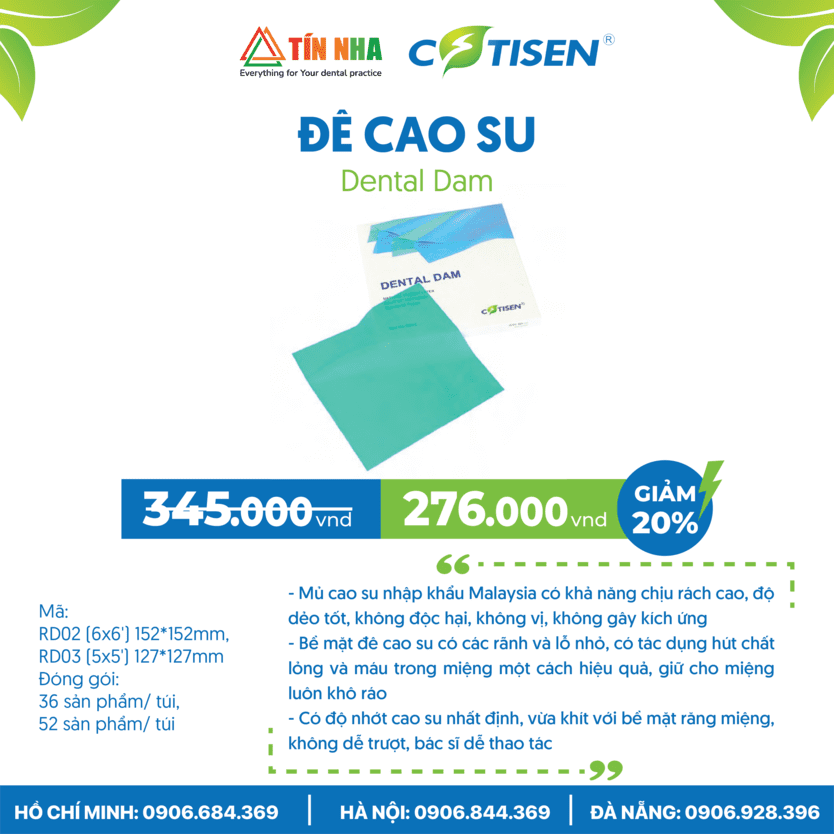 TÍN NHA
Everything for Your dental practice
COTISEN®
ĐÊ CAO SU
Dental Dam
DENTAL DAM
COTISEN®
345.000 vnd
276.000 vnd
GIẢM
20%
- Mủ cao su nhập khẩu Malaysia có khả năng chịu rách cao, độ
dẻo tốt, không độc hại, không vị, không gây kích ứng
- Bề mặt đê cao su có các rãnh và lỗ nhỏ, có tác dụng hút chất
lỏng và máu trong miệng một cách hiệu quả, giữ cho miệng
luôn khô ráo
- Có độ nhớt cao su nhất định, vừa khít với bề mặt răng miệng,
không dễ trượt, bác sĩ dễ thao tác
Mã:
RD02 (6x6') 152*152mm,
RD03 (5x5') 127*127mm
Đóng gói:
36 sản phẩm/ túi,
52 sản phẩm/ túi
HỒ CHÍ MINH: 0906.684.369 | HÀ NỘI: 0906.844.369 | ĐÀ NẴNG: 0906.928.396